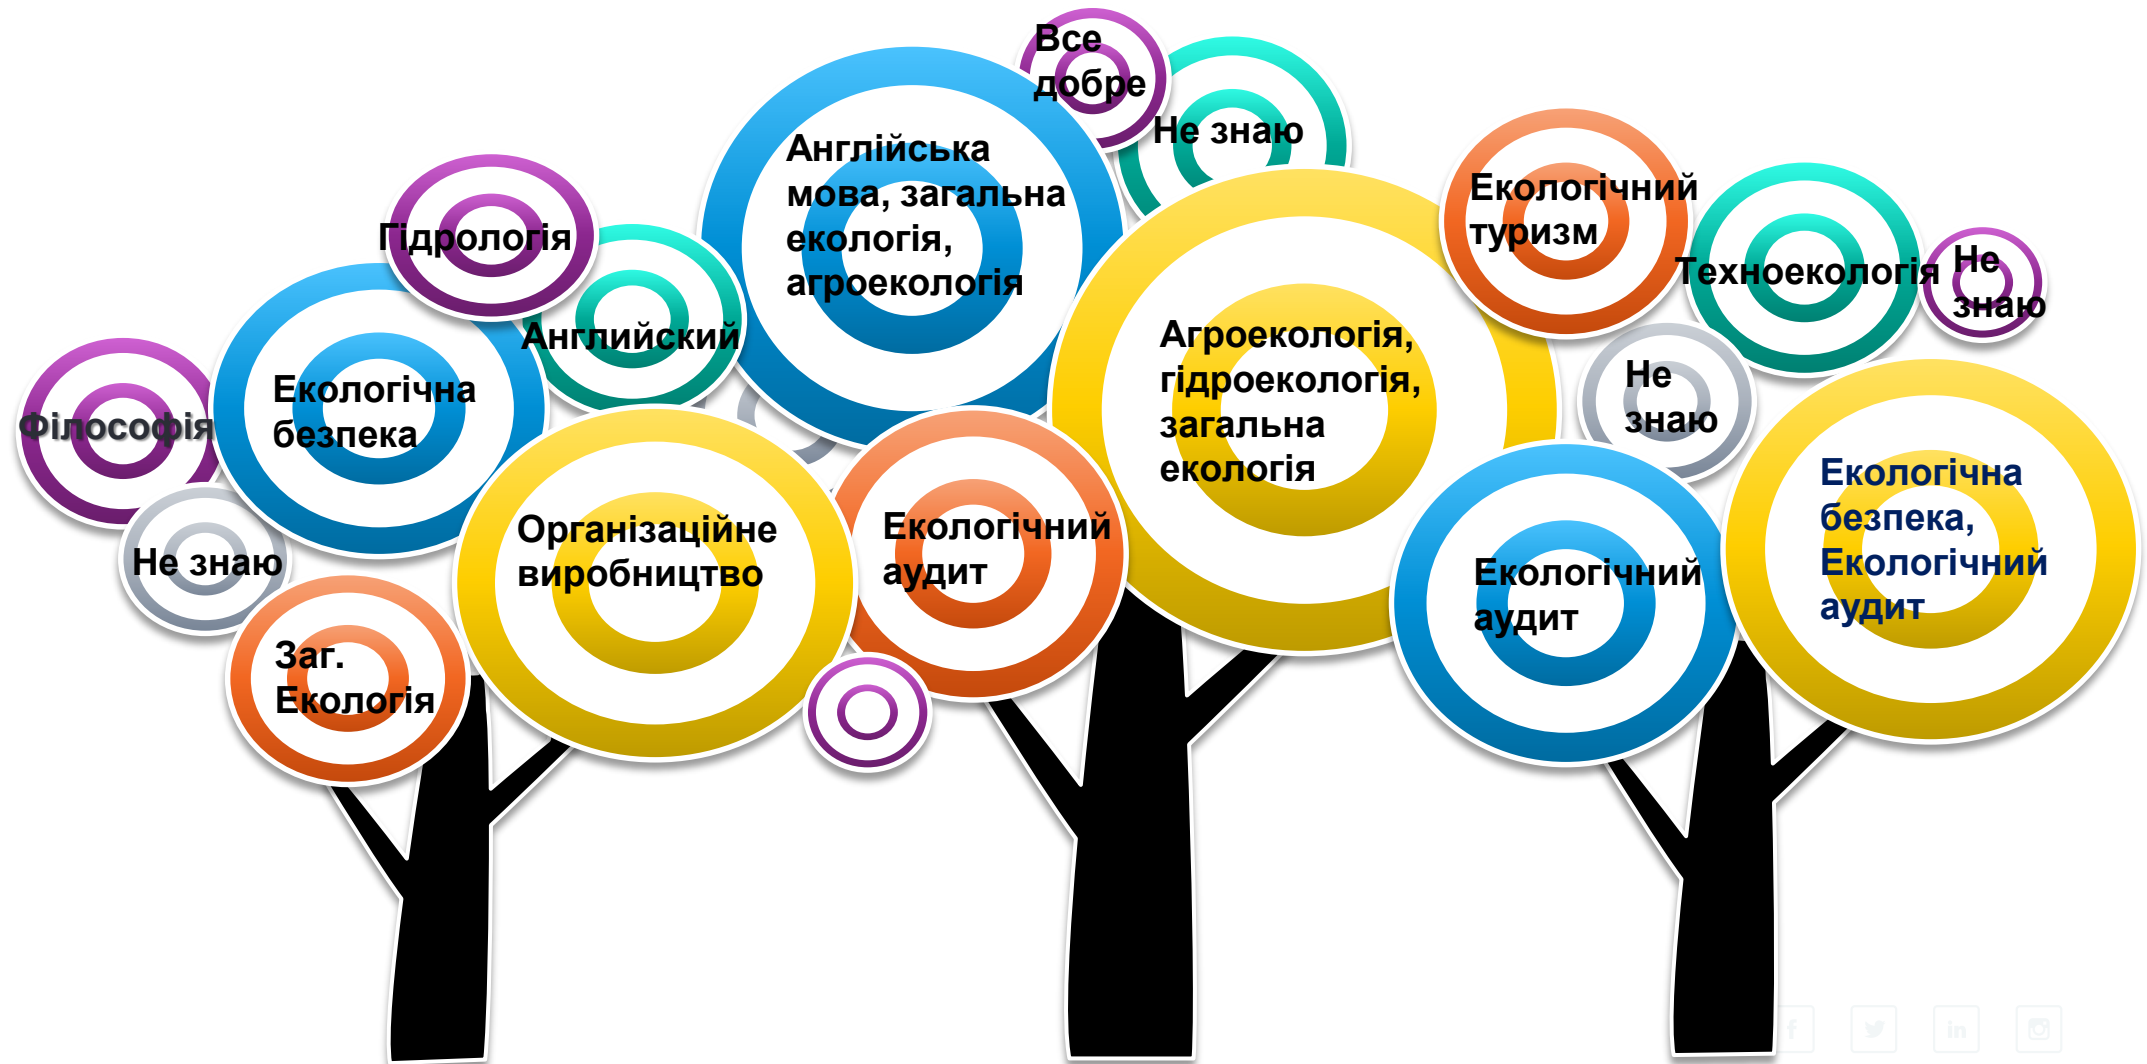 Все
добре
Не знаю
Англійська
мова, загальна
екологія,
агроекологія
Екологічний
туризм
Гідрологія
Техноекологія
Не
знаю
Английский
Агроекологія,
гідроекологія,
загальна
екологія
Екологічна
безпека
Не
знаю
Філософія
Екологічна
безпека,
Екологічний
аудит
Організаційне
виробництво
Екологічний
аудит
Не знаю
Екологічний
аудит
Заг.
Екологія